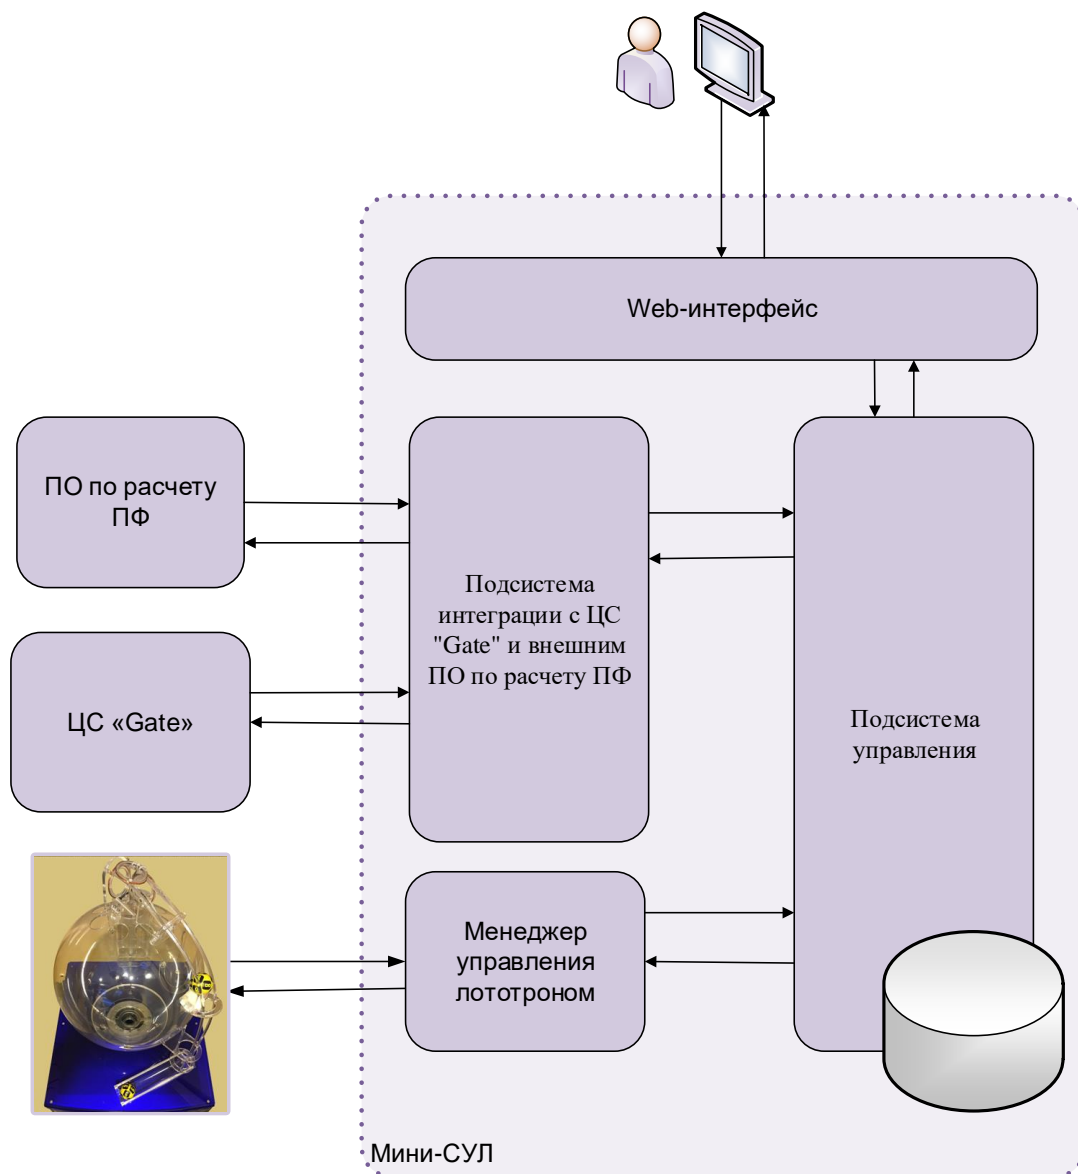 Web-интерфейс
ПО по расчету
ПФ
Подсистема
интеграции с ЦС
"Gate" и внешним
ПО по расчету ПФ
ЦС «Gate»
Подсистема
управления
Менеджер
управления
лототроном
Мини-СУЛ